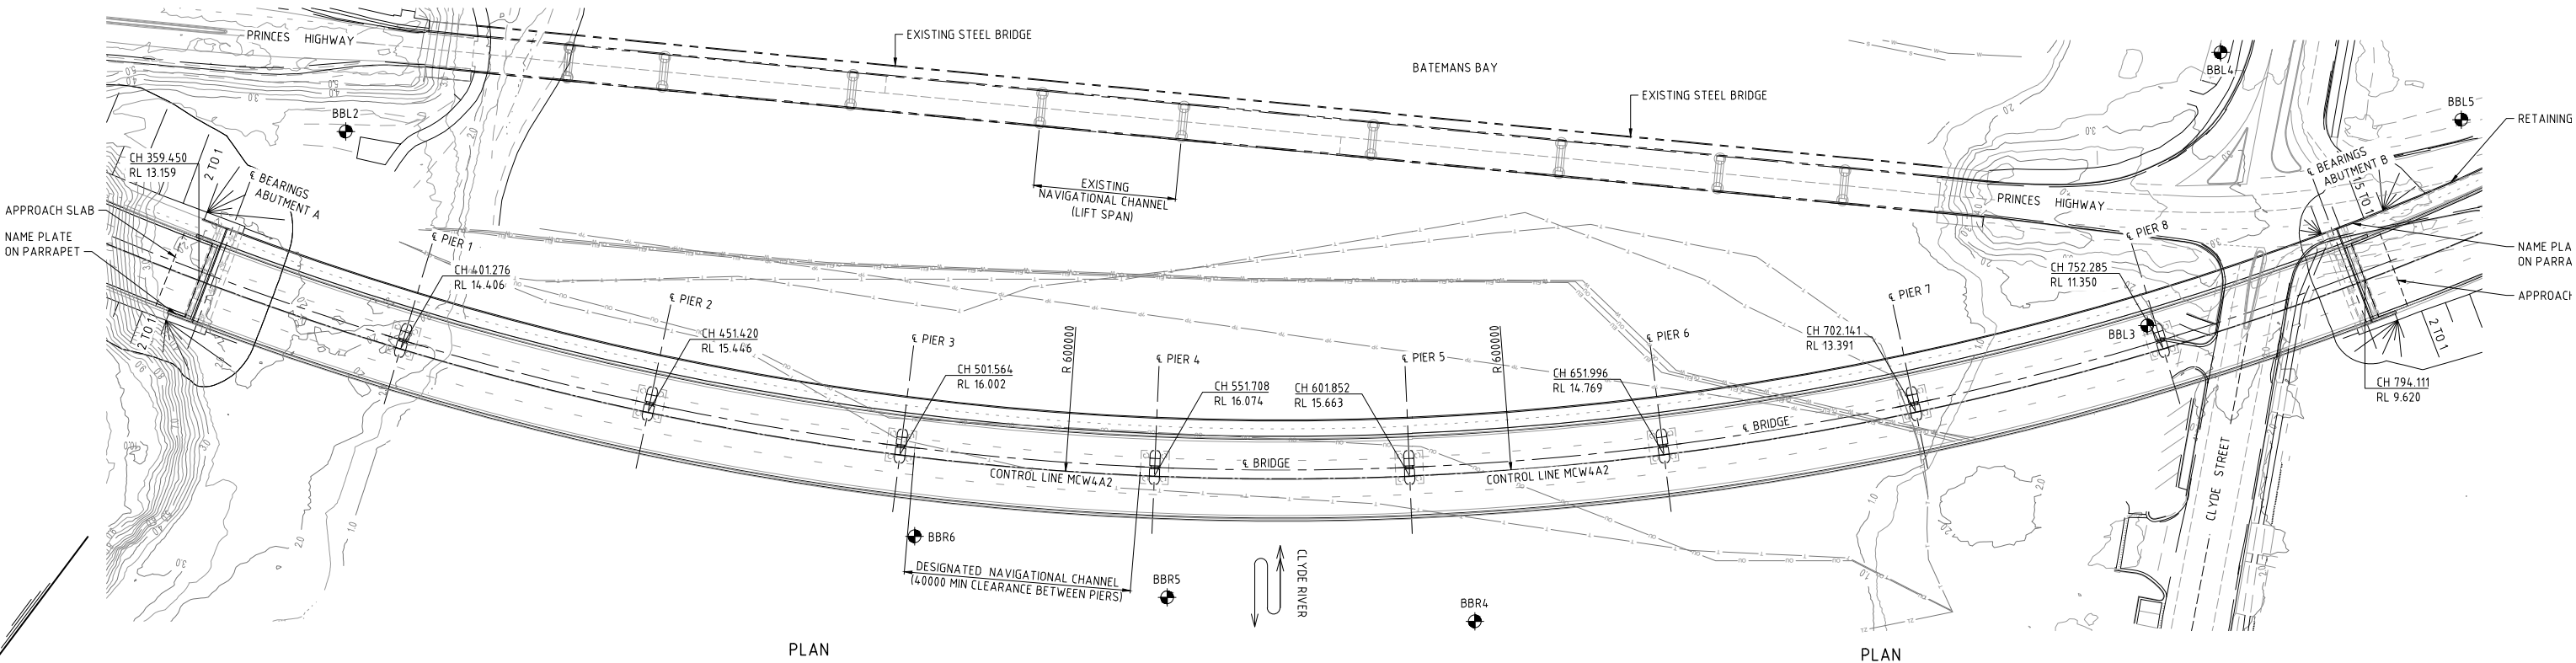 PRINCES HIGHWAY
EXISTING STEEL BRIDGE
BATEMANS BAY
EXISTING STEEL BRIDGE
BBL4
BBL2
BBL5
RETAINING
CH 359.450
RL 13.159
2 TO 1
℄ BEARINGS
ABUTMENT A
APPROACH SLAB
NAME PLATE
ON PARRAPET
2 TO 1
EXISTING
NAVIGATIONAL CHANNEL
(LIFT SPAN)
PRINCES HIGHWAY
℄ BEARINGS
ABUTMENT B
1.5 TO 1
NAME PLA
ON PARRA
APPROACH
2 TO 1
℄ PIER 1
CH 401.276
RL 14.406
℄ PIER 2
CH 451.420
RL 15.446
℄ PIER 3
CH 501.564
RL 16.002
R 600000
℄ PIER 4
CH 551.708
RL 16.074
℄ PIER 5
CH 601.852
RL 15.663
R 600000
℄ PIER 6
CH 651.996
RL 14.769
℄ PIER 7
CH 702.141
RL 13.391
℄ PIER 8
CH 752.285
RL 11.350
BBL3
CH 794.111
RL 9.620
CONTROL LINE MCW4A2
℄ BRIDGE
CONTROL LINE MCW4A2
℄ BRIDGE
BBR6
DESIGNATED NAVIGATIONAL CHANNEL
(40000 MIN CLEARANCE BETWEEN PIERS)
BBR5
CLYDE RIVER
BBR4
CLYDE STREET
PLAN
PLAN